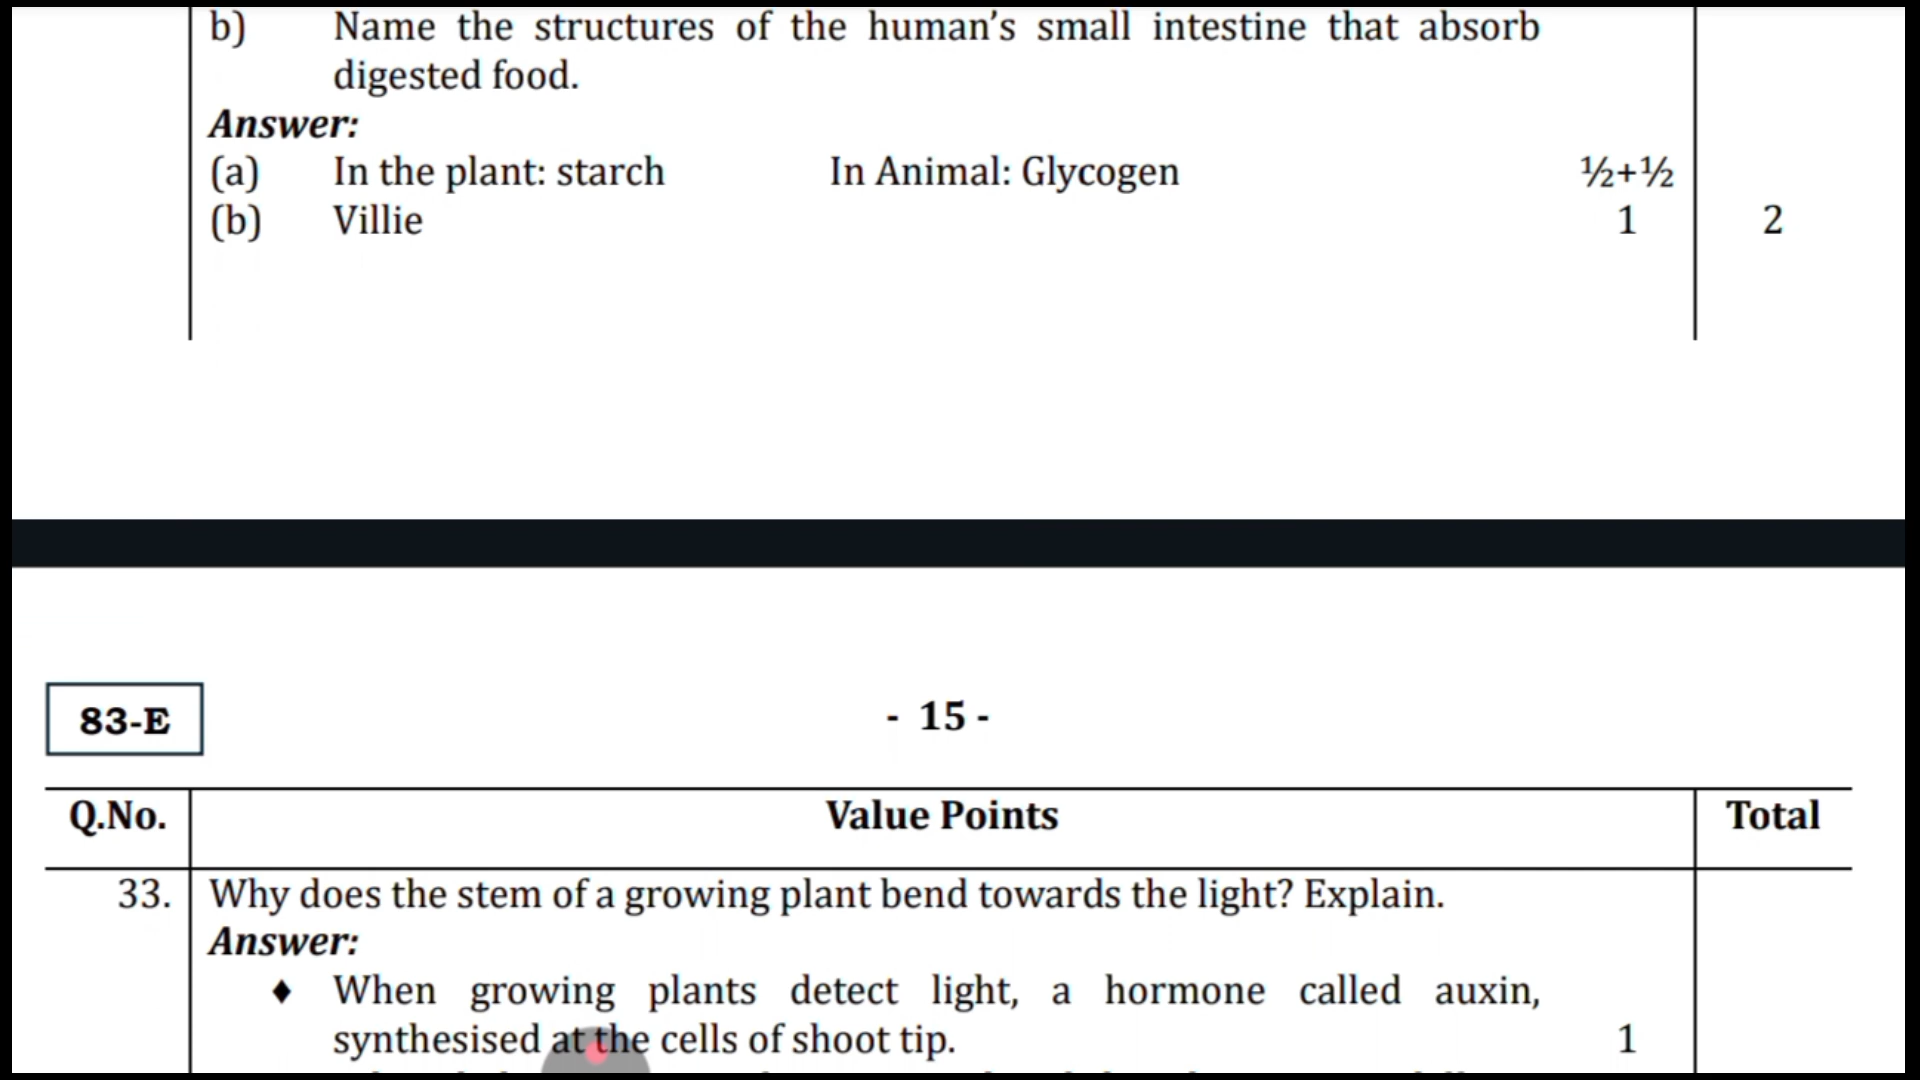 b) Name the structures of the human's small intestine that absorb
digested food.
Answer:
(a) In the plant: starch In Animal: Glycogen ½+½
(b) Villie 1 2
83-E
- 15 -
Q.No. Value Points Total
33. Why does the stem of a growing plant bend towards the light? Explain.
Answer:
♦ When growing plants detect light, a hormone called auxin,
synthesised at the cells of shoot tip. 1